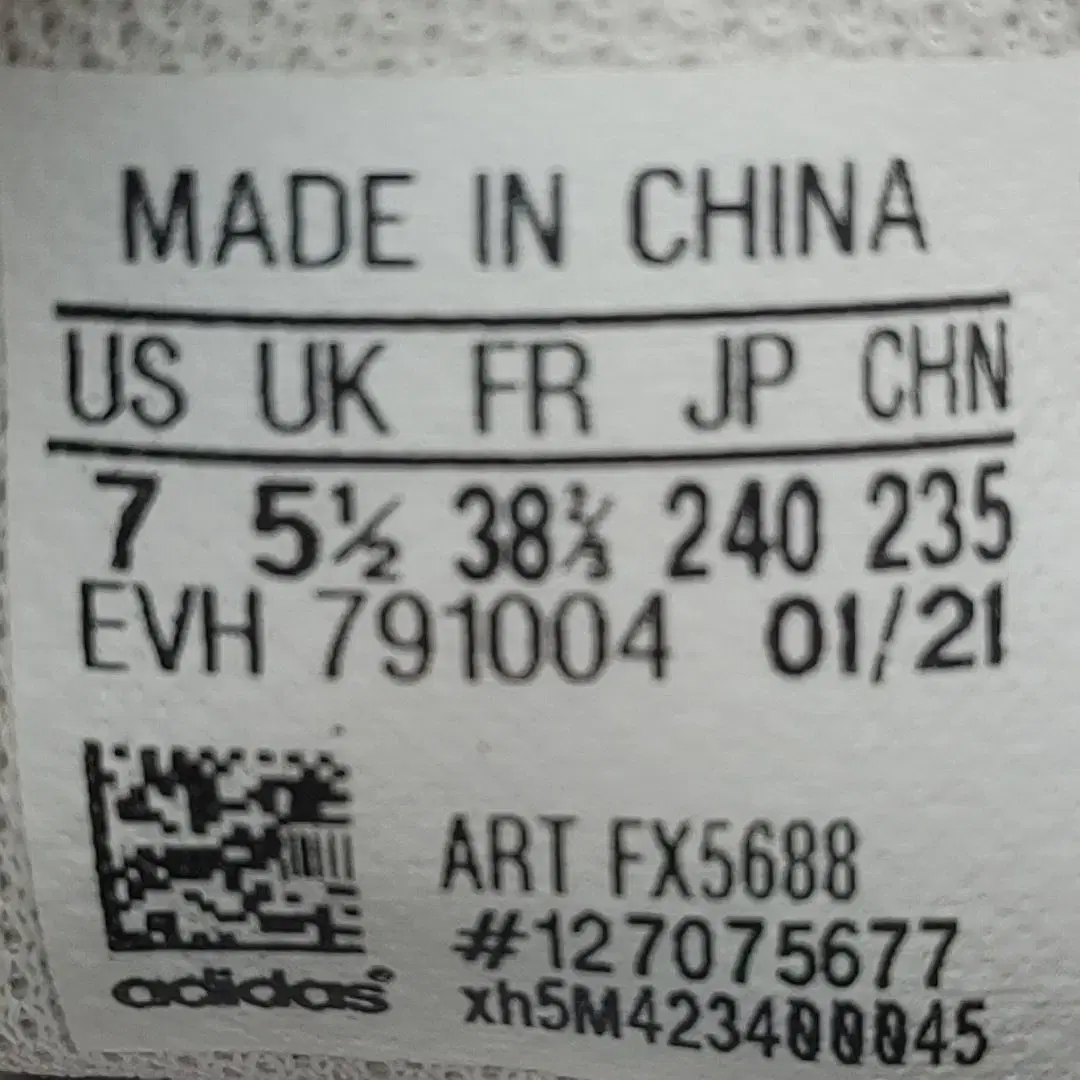 MADE IN CHINA
US UK FR JP CHN
7 5½ 38⅔ 240 235
EVH 791004 01/21
ART FX5688
#127075677
adidas®
xh5M423400045